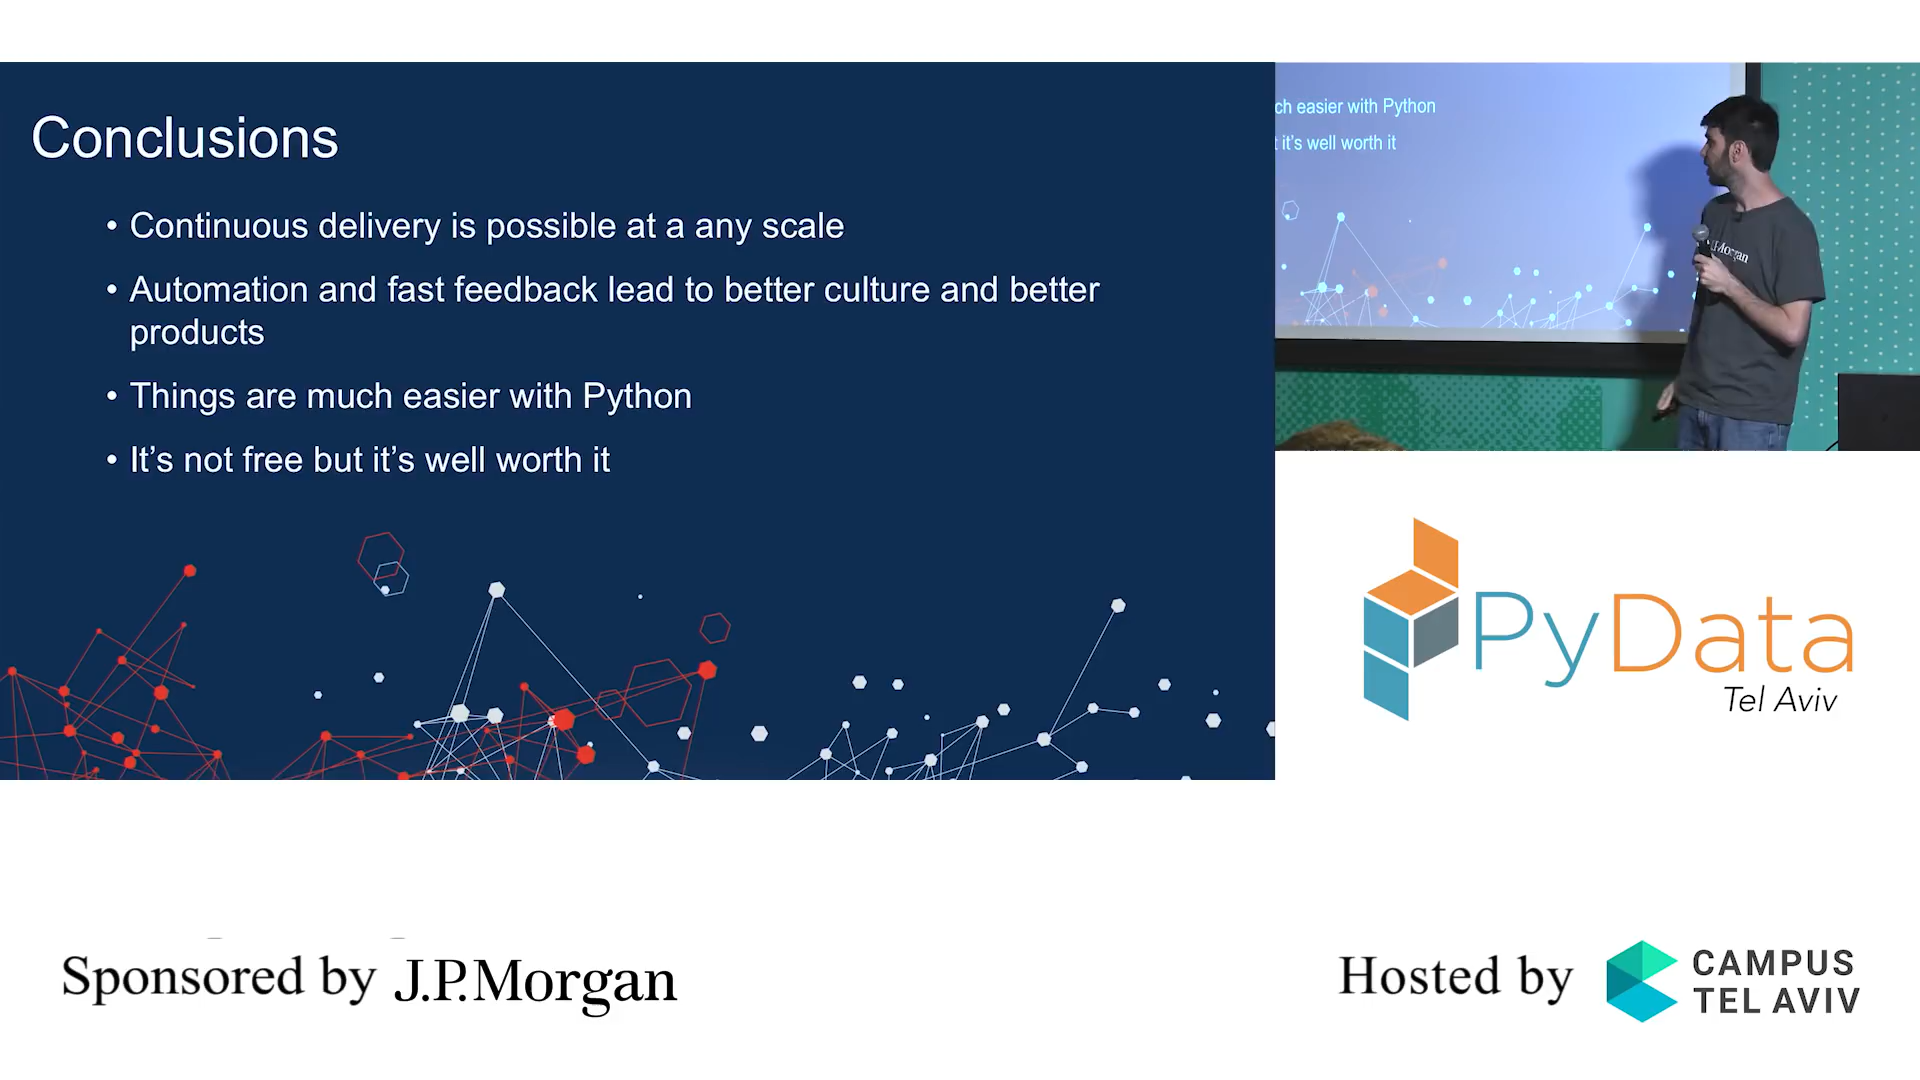 Conclusions
• Continuous delivery is possible at a any scale
• Automation and fast feedback lead to better culture and better
products
• Things are much easier with Python
• It’s not free but it’s well worth it
ch easier with Python
t it's well worth it
J.P.Morgan
PyData
Tel Aviv
Sponsored by J.P.Morgan
Hosted by
CAMPUS
TEL AVIV